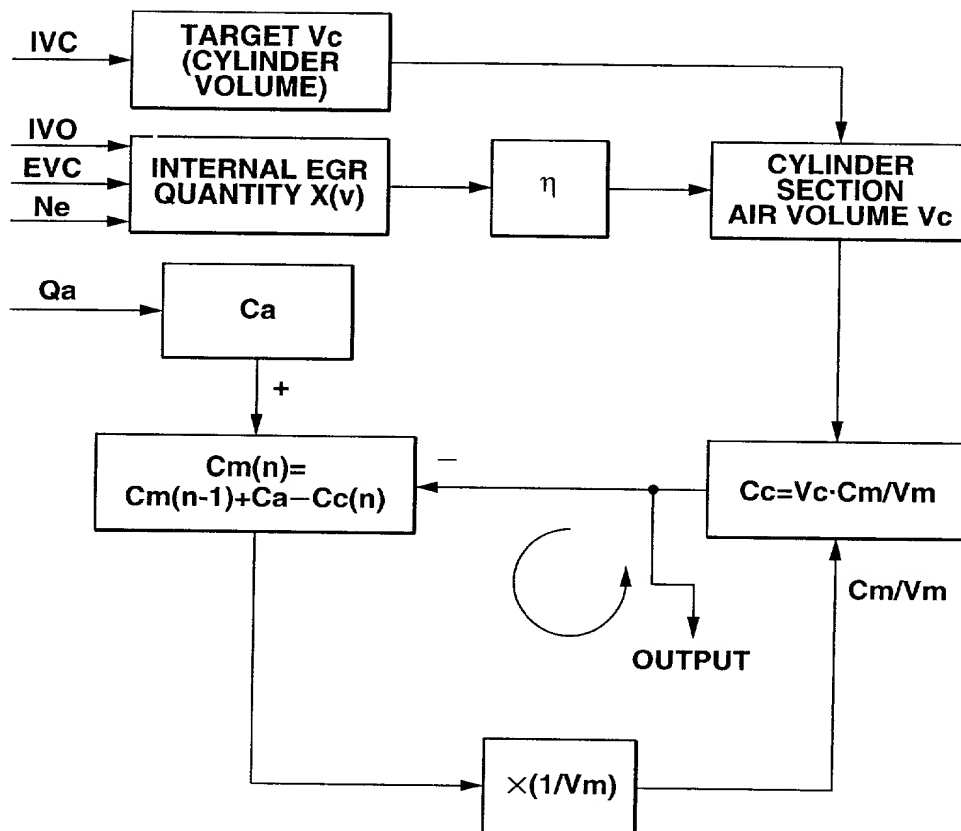 IVC
TARGET Vc
(CYLINDER
VOLUME)
IVO
EVC
Ne
INTERNAL EGR
QUANTITY X(v)
η
CYLINDER
SECTION
AIR VOLUME Vc
Qa
Ca
+
Cm(n)=
Cm(n-1)+Ca−Cc(n)
−
Cc=Vc·Cm/Vm
Cm/Vm
OUTPUT
×(1/Vm)